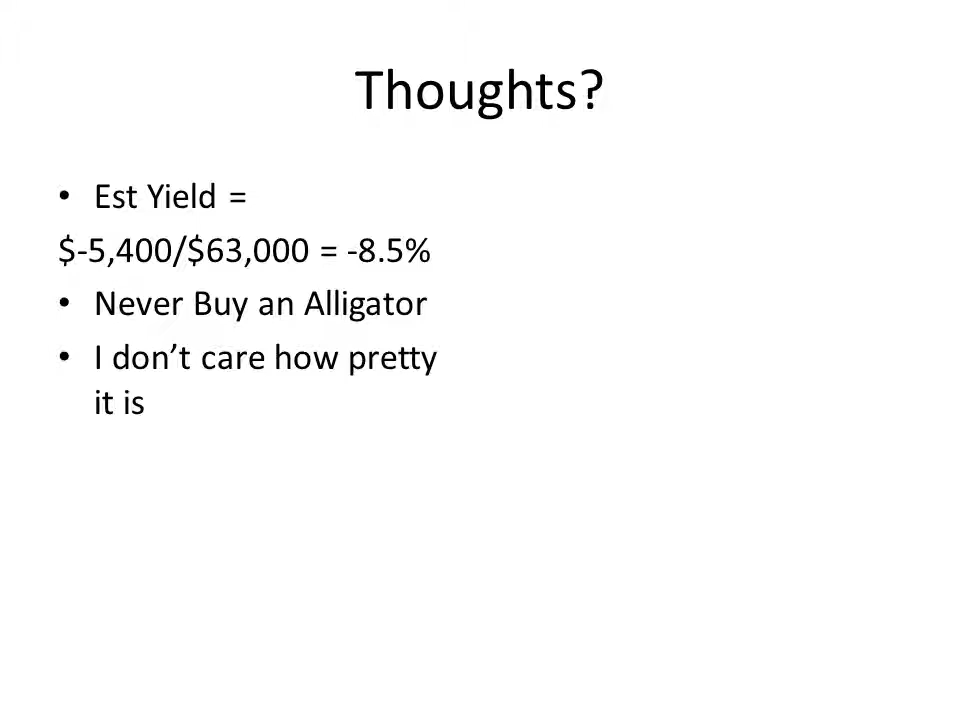 Thoughts?
• Est Yield =
$-5,400/$63,000 = -8.5%
• Never Buy an Alligator
• I don’t care how pretty
it is